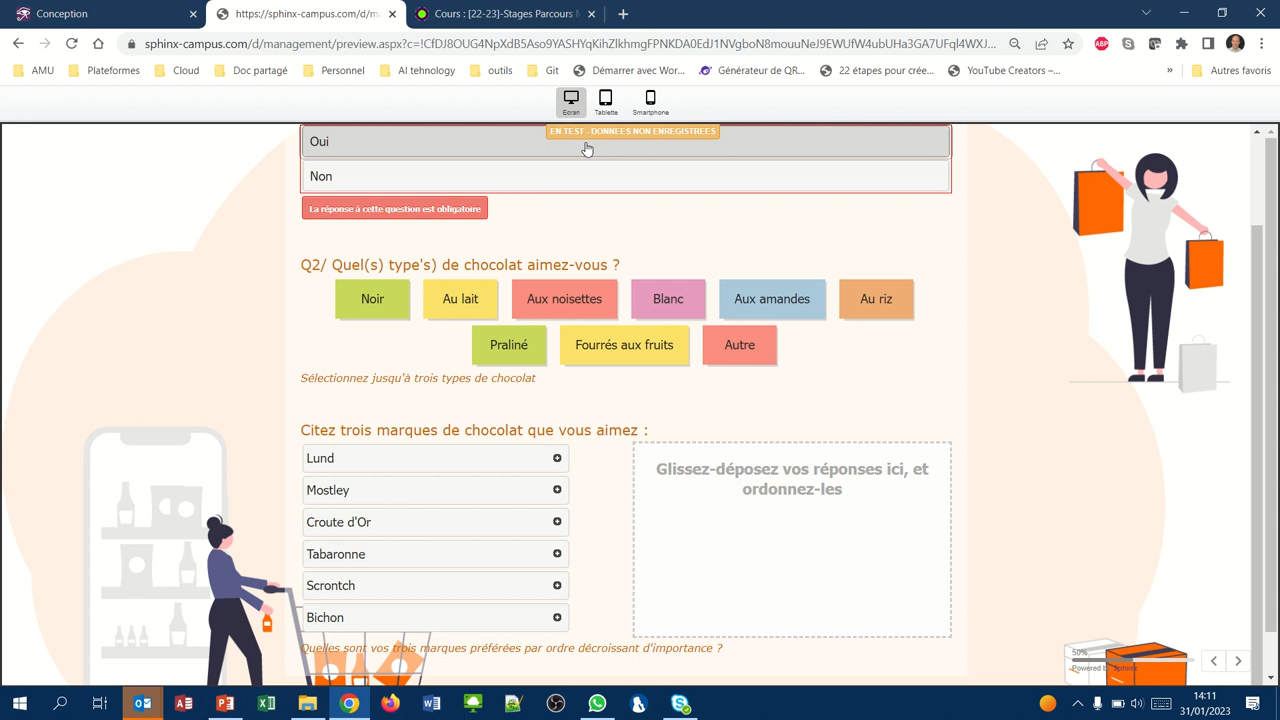 Conception
https://sphinx-campus.com/d/ma
Cours : [22-23]-Stages Parcours
sphinx-campus.com/d/management/preview.aspx?
ABP
AMU
Plateformes
Cloud
Doc partagé
Personnel
AI tehnology
outils
Git
Démarrer avec Wor...
Générateur de QR...
22 étapes pour crée...
YouTube Creators –...
»
Autres favoris
Ecran
Tablette
Smartphone
EN TEST - DONNEES NON ENREGISTREES
Oui
Non
La réponse à cette question est obligatoire
Q2/ Quel(s) type's) de chocolat aimez-vous ?
Noir
Au lait
Aux noisettes
Blanc
Aux amandes
Au riz
Praliné
Fourrés aux fruits
Autre
Sélectionnez jusqu'à trois types de chocolat
Citez trois marques de chocolat que vous aimez :
Lund
Mostley
Croute d'Or
Tabaronne
Scrontch
Bichon
Glissez-déposez vos réponses ici, et
ordonnez-les
Quelles sont vos trois marques préférées par ordre décroissant d'importance ?
50%
Powered by Sphinx
14:11
31/01/2023